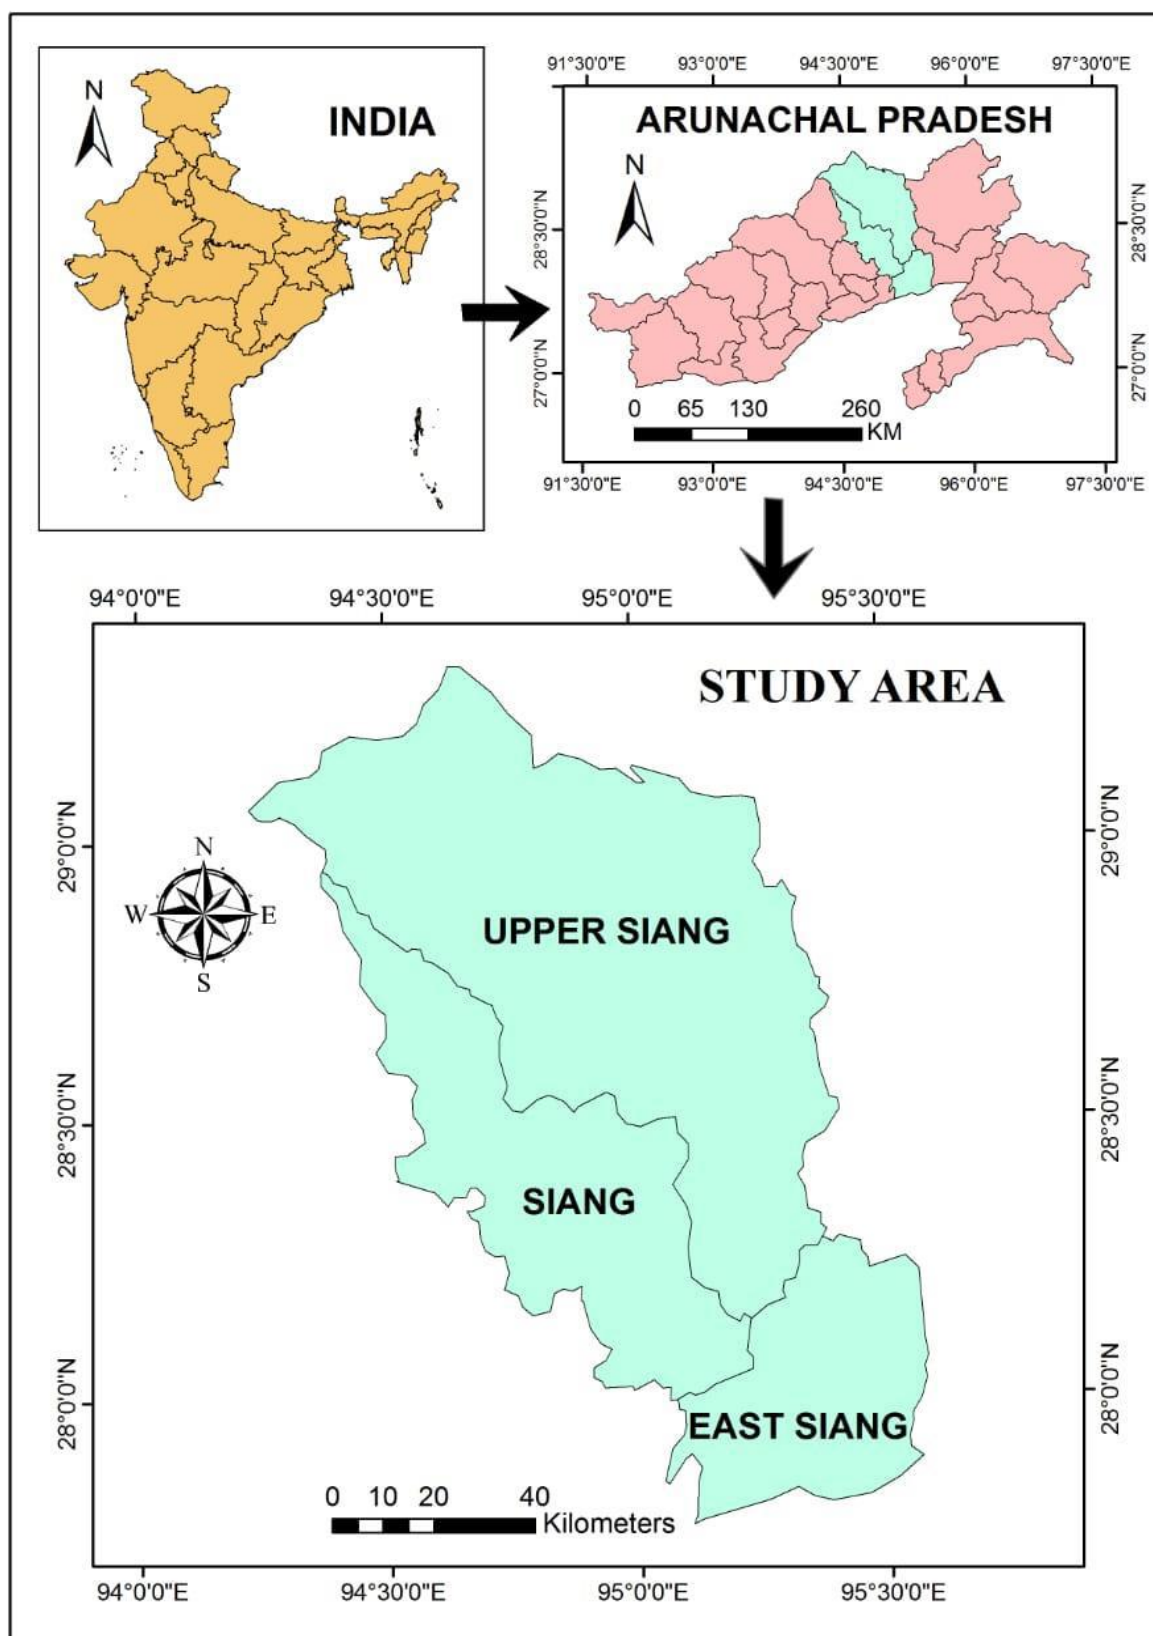 N
INDIA
91°30'0"E 93°0'0"E 94°30'0"E 96°0'0"E 97°30'0"E
ARUNACHAL PRADESH
N
28°30'0"N
28°30'0"N
27°0'0"N
27°0'0"N
0 65 130 260
KM
91°30'0"E 93°0'0"E 94°30'0"E 96°0'0"E 97°30'0"E
94°0'0"E 94°30'0"E 95°0'0"E 95°30'0"E
STUDY AREA
29°0'0"N
29°0'0"N
N
W E
S
UPPER SIANG
28°30'0"N
28°30'0"N
SIANG
28°0'0"N
28°0'0"N
EAST SIANG
0 10 20 40
Kilometers
94°0'0"E 94°30'0"E 95°0'0"E 95°30'0"E